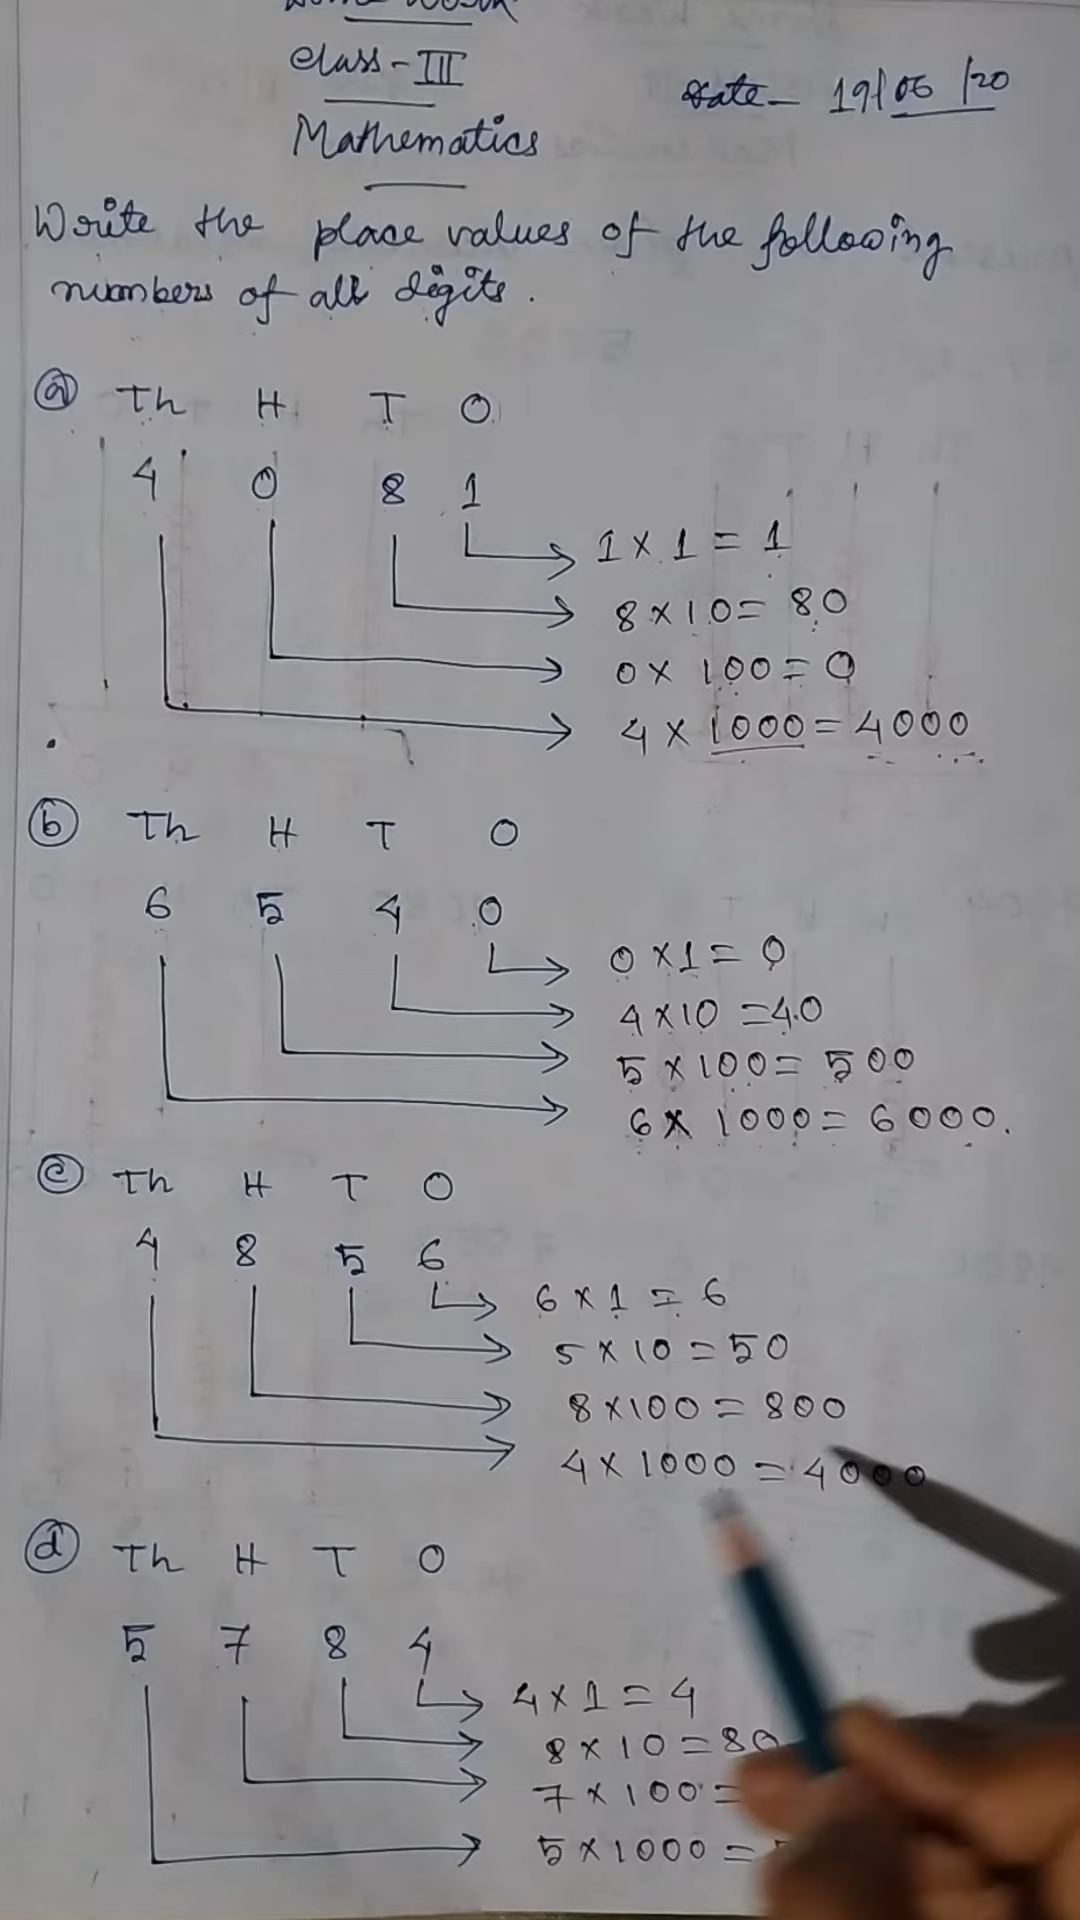 Class - III
Date - 19/05/20
Mathematics
Write the place values of the following
numbers of all digits.
(a) Th H T O
4 0 8 1
1 × 1 = 1
8 × 10 = 80
0 × 100 = 0
4 × 1000 = 4000
(b) Th H T O
6 5 4 0
0 × 1 = 0
4 × 10 = 40
5 × 100 = 500
6 × 1000 = 6000.
(c) Th H T O
4 8 5 6
6 × 1 = 6
5 × 10 = 50
8 × 100 = 800
4 × 1000 = 4000
(d) Th H T O
5 7 8 4
4 × 1 = 4
8 × 10 = 80
7 × 100 =
5 × 1000 =